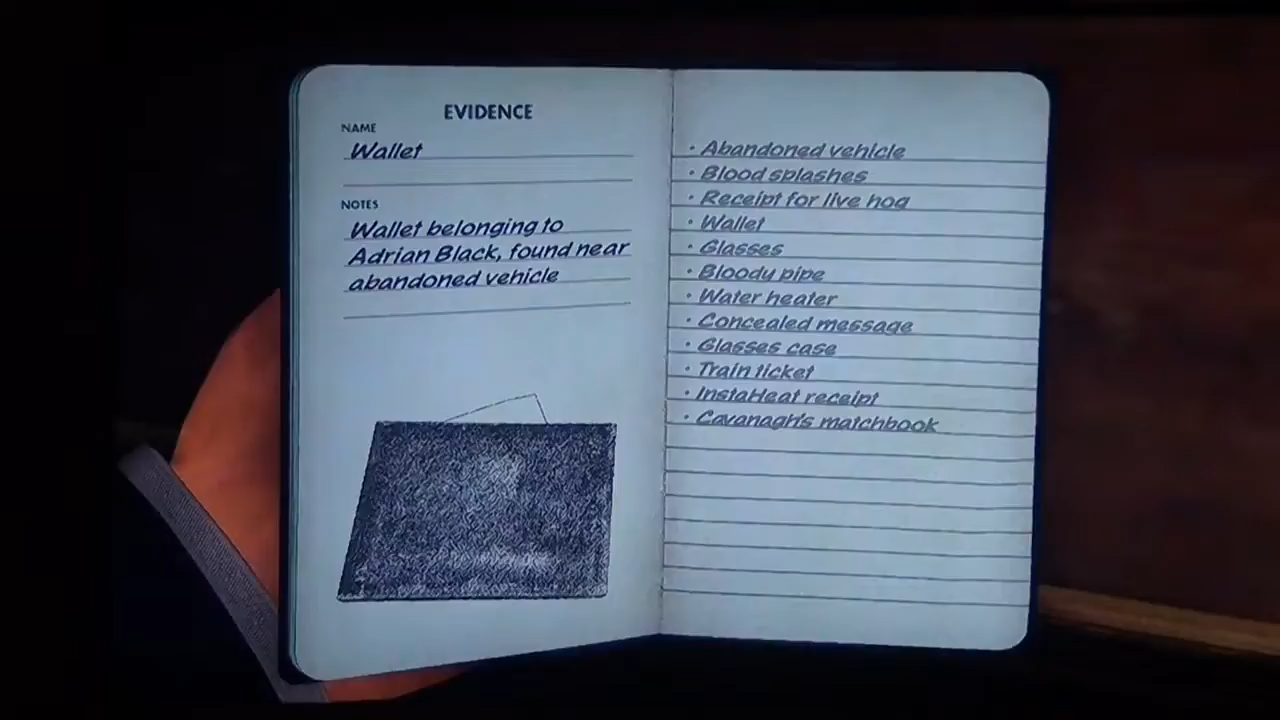 EVIDENCE
NAME
Wallet
NOTES
Wallet belonging to
Adrian Black, found near
abandoned vehicle
· Abandoned vehicle
· Blood splashes
· Receipt for live hog
· Wallet
· Glasses
· Bloody pipe
· Water heater
· Concealed message
· Glasses case
· Train ticket
· InstaHeat receipt
· Cavanagh's matchbook